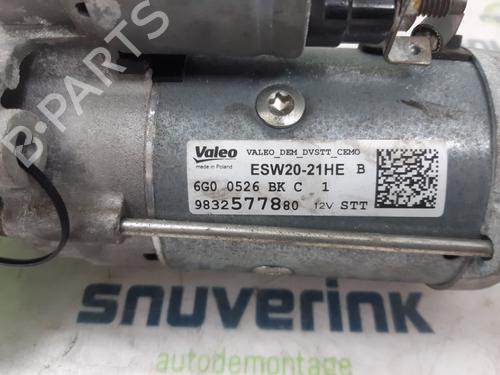 B-PARTS
Valeo VALEO_DEM_DVSTT_CEMO
made in Poland
ESW20-21HE B
6G0 0526 BK C 1
9832577880 12V STT
snuverink
autodemontage